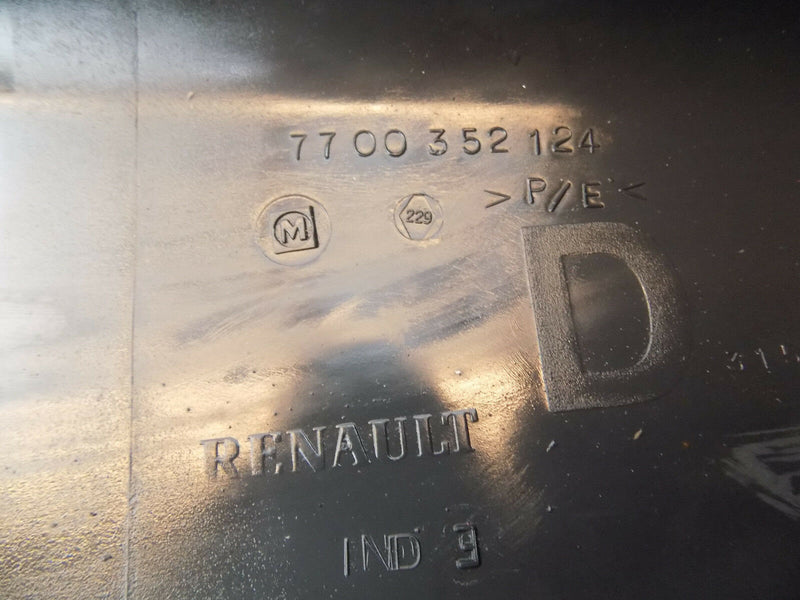 7700 352 124
>P/E<
M
229
D
RENAULT
IND 3